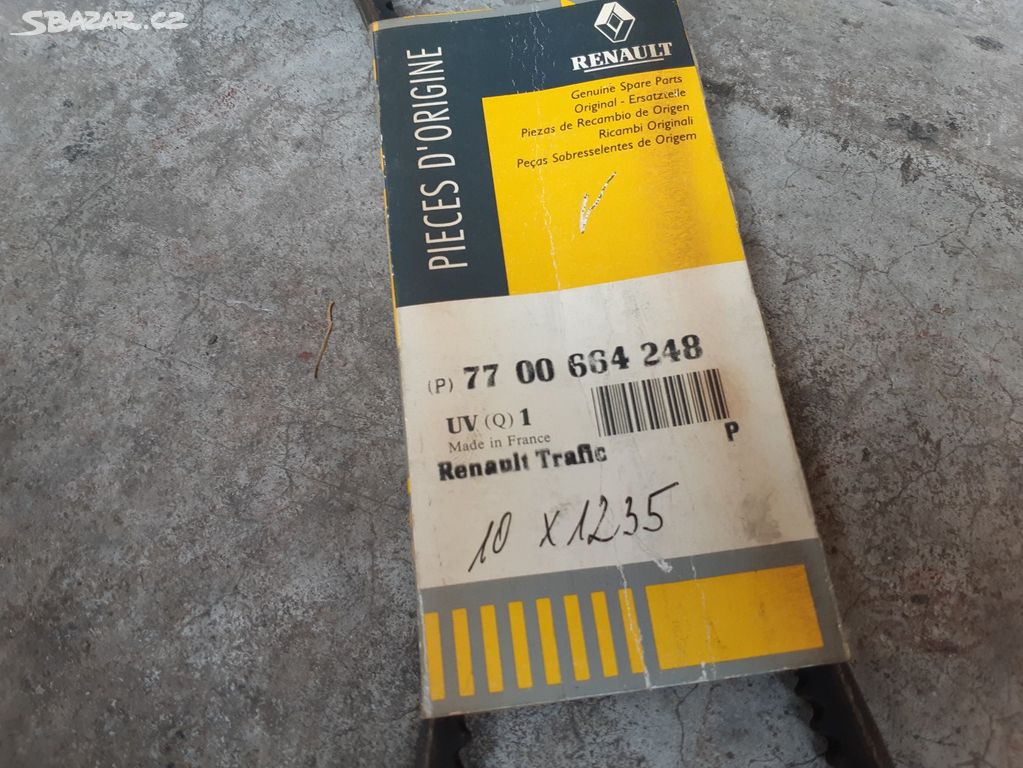 SBAZAR.CZ
PIECES D'ORIGINE
RENAULT
Genuine Spare Parts
Original - Ersatzteile
Piezas de Recambio de Origen
Ricambi Originali
Peças Sobresselentes de Origem
(P) 77 00 664 248
UV (Q) 1
Made in France
P
Renault Trafic
10 x 1235